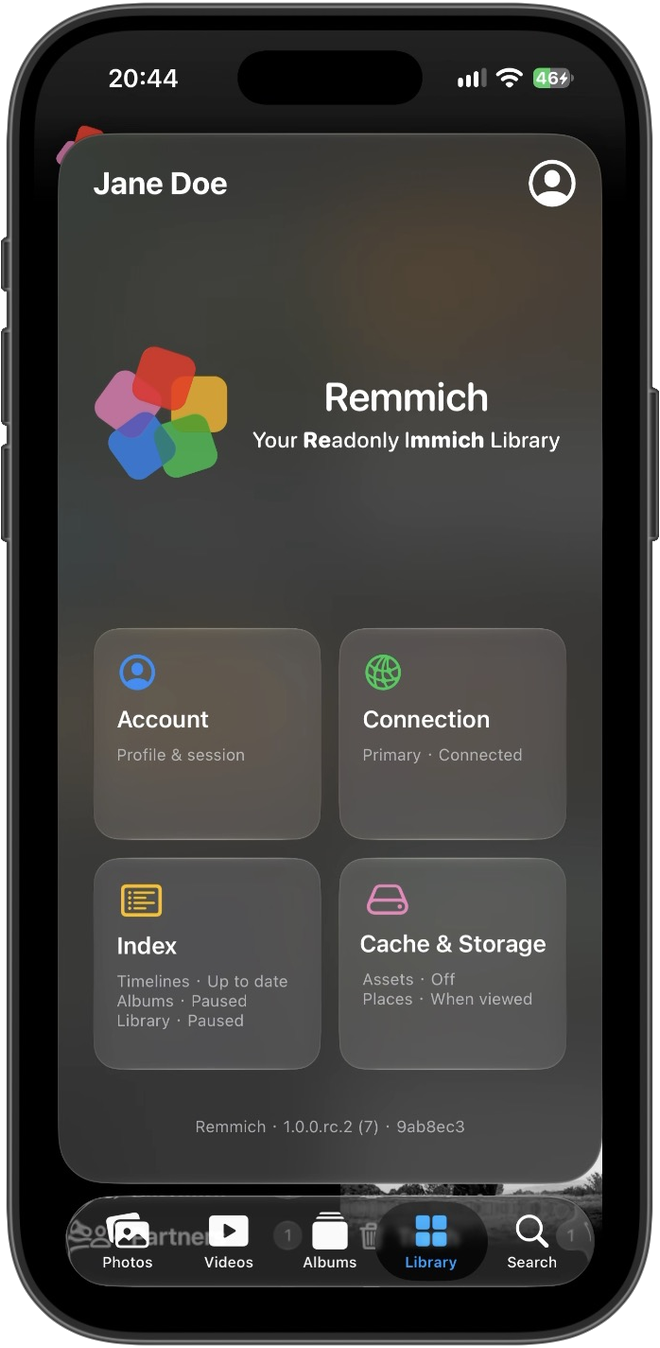 20:44
46
Jane Doe
Remmich
Your Readonly Immich Library
Account
Profile & session
Connection
Primary · Connected
Index
Timelines · Up to date
Albums · Paused
Library · Paused
Cache & Storage
Assets · Off
Places · When viewed
Remmich · 1.0.0.rc.2 (7) · 9ab8ec3
1
1
Photos
Videos
Albums
Library
Search